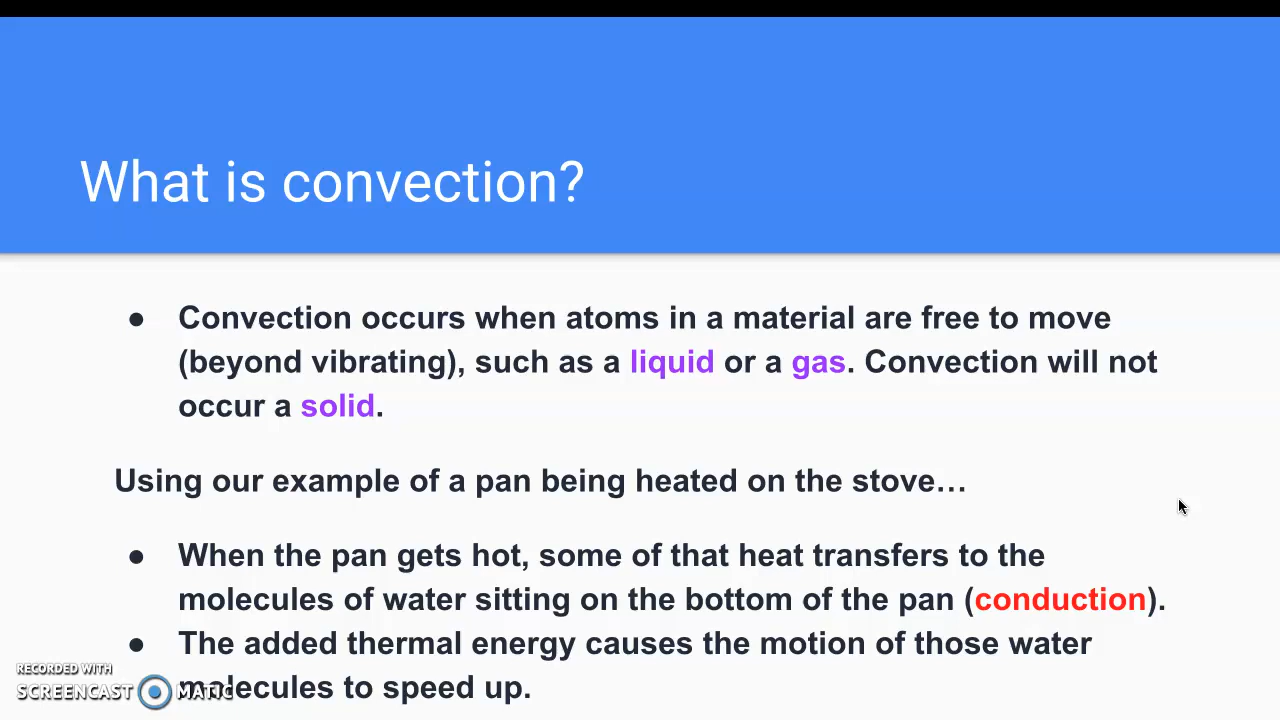 What is convection?
● Convection occurs when atoms in a material are free to move
(beyond vibrating), such as a liquid or a gas. Convection will not
occur a solid.
Using our example of a pan being heated on the stove…
● When the pan gets hot, some of that heat transfers to the
molecules of water sitting on the bottom of the pan (conduction).
● The added thermal energy causes the motion of those water
molecules to speed up.
RECORDED WITH
SCREENCAST MATIC